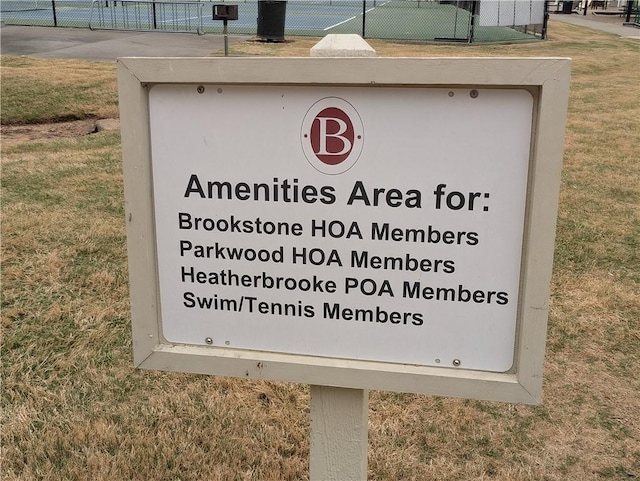 B
Amenities Area for:
Brookstone HOA Members
Parkwood HOA Members
Heatherbrooke POA Members
Swim/Tennis Members